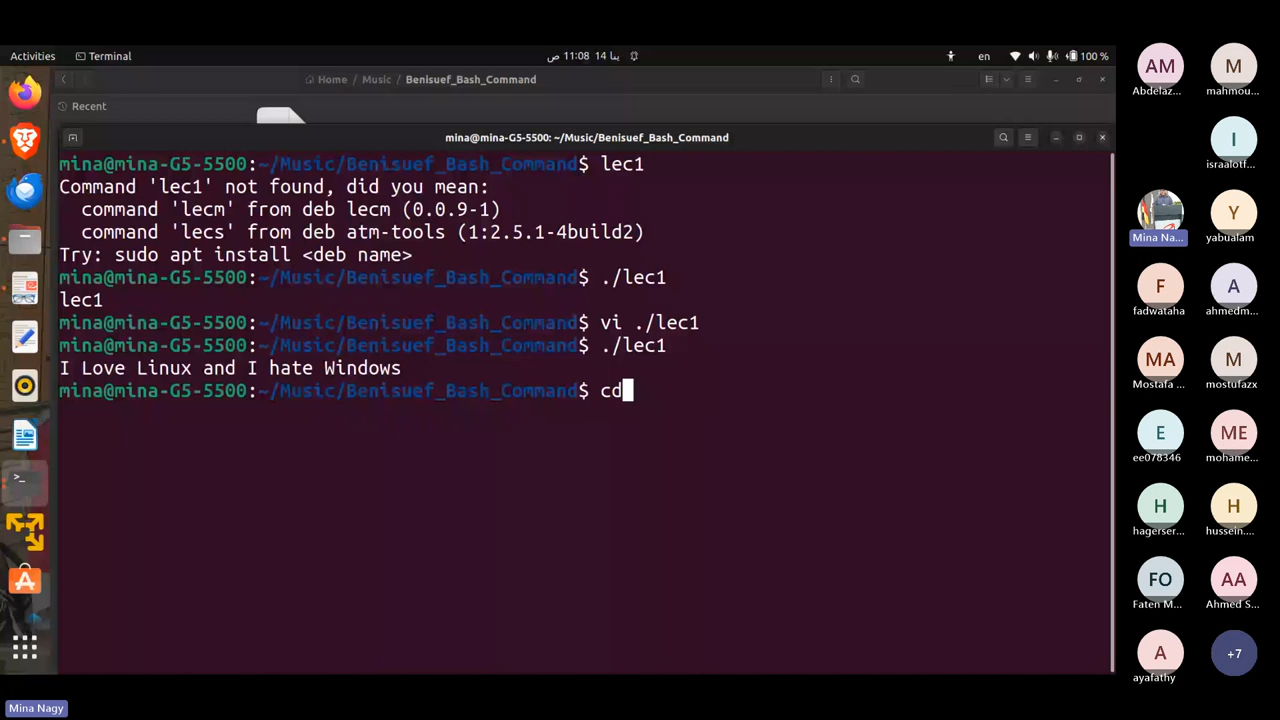 Activities
Terminal
ص 11:08 14 ينا
en
100 %
Home / Music / Benisuef_Bash_Command
Recent
mina@mina-G5-5500: ~/Music/Benisuef_Bash_Command
mina@mina-G5-5500:~/Music/Benisuef_Bash_Command$ lec1
Command 'lec1' not found, did you mean:
  command 'lecm' from deb lecm (0.0.9-1)
  command 'lecs' from deb atm-tools (1:2.5.1-4build2)
Try: sudo apt install <deb name>
mina@mina-G5-5500:~/Music/Benisuef_Bash_Command$ ./lec1
lec1
mina@mina-G5-5500:~/Music/Benisuef_Bash_Command$ vi ./lec1
mina@mina-G5-5500:~/Music/Benisuef_Bash_Command$ ./lec1
I Love Linux and I hate Windows
mina@mina-G5-5500:~/Music/Benisuef_Bash_Command$ cd
AM
Abdelaz...
M
mahmou...
I
israalotf...
Mina Na...
Y
yabualam
F
fadwataha
A
ahmedm...
MA
Mostafa ...
M
mostufazx
E
ee078346
ME
mohame...
H
hagerser...
H
hussein....
FO
Faten M...
AA
Ahmed S...
A
ayafathy
+7
Mina Nagy